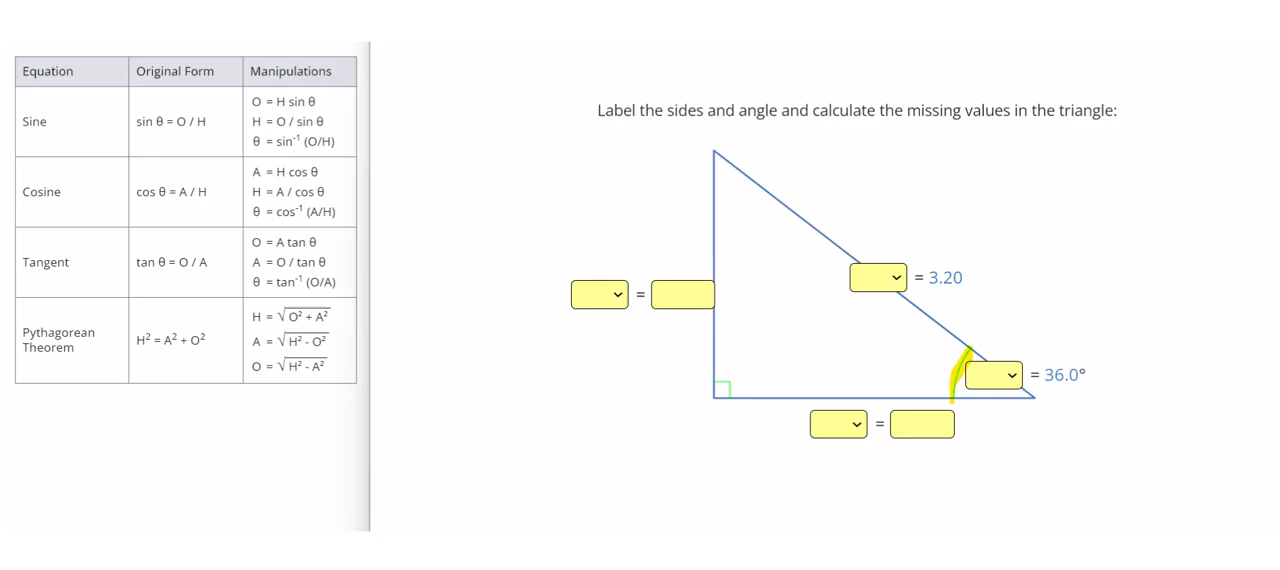 Equation Original Form Manipulations
Sine sin θ = O / H
O = H sin θ
H = O / sin θ
θ = sin⁻¹ (O/H)
Cosine cos θ = A / H
A = H cos θ
H = A / cos θ
θ = cos⁻¹ (A/H)
Tangent tan θ = O / A
O = A tan θ
A = O / tan θ
θ = tan⁻¹ (O/A)
Pythagorean
Theorem
H² = A² + O²
H = √O² + A²
A = √H² - O²
O = √H² - A²
Label the sides and angle and calculate the missing values in the triangle:
= 3.20
=
= 36.0°
=